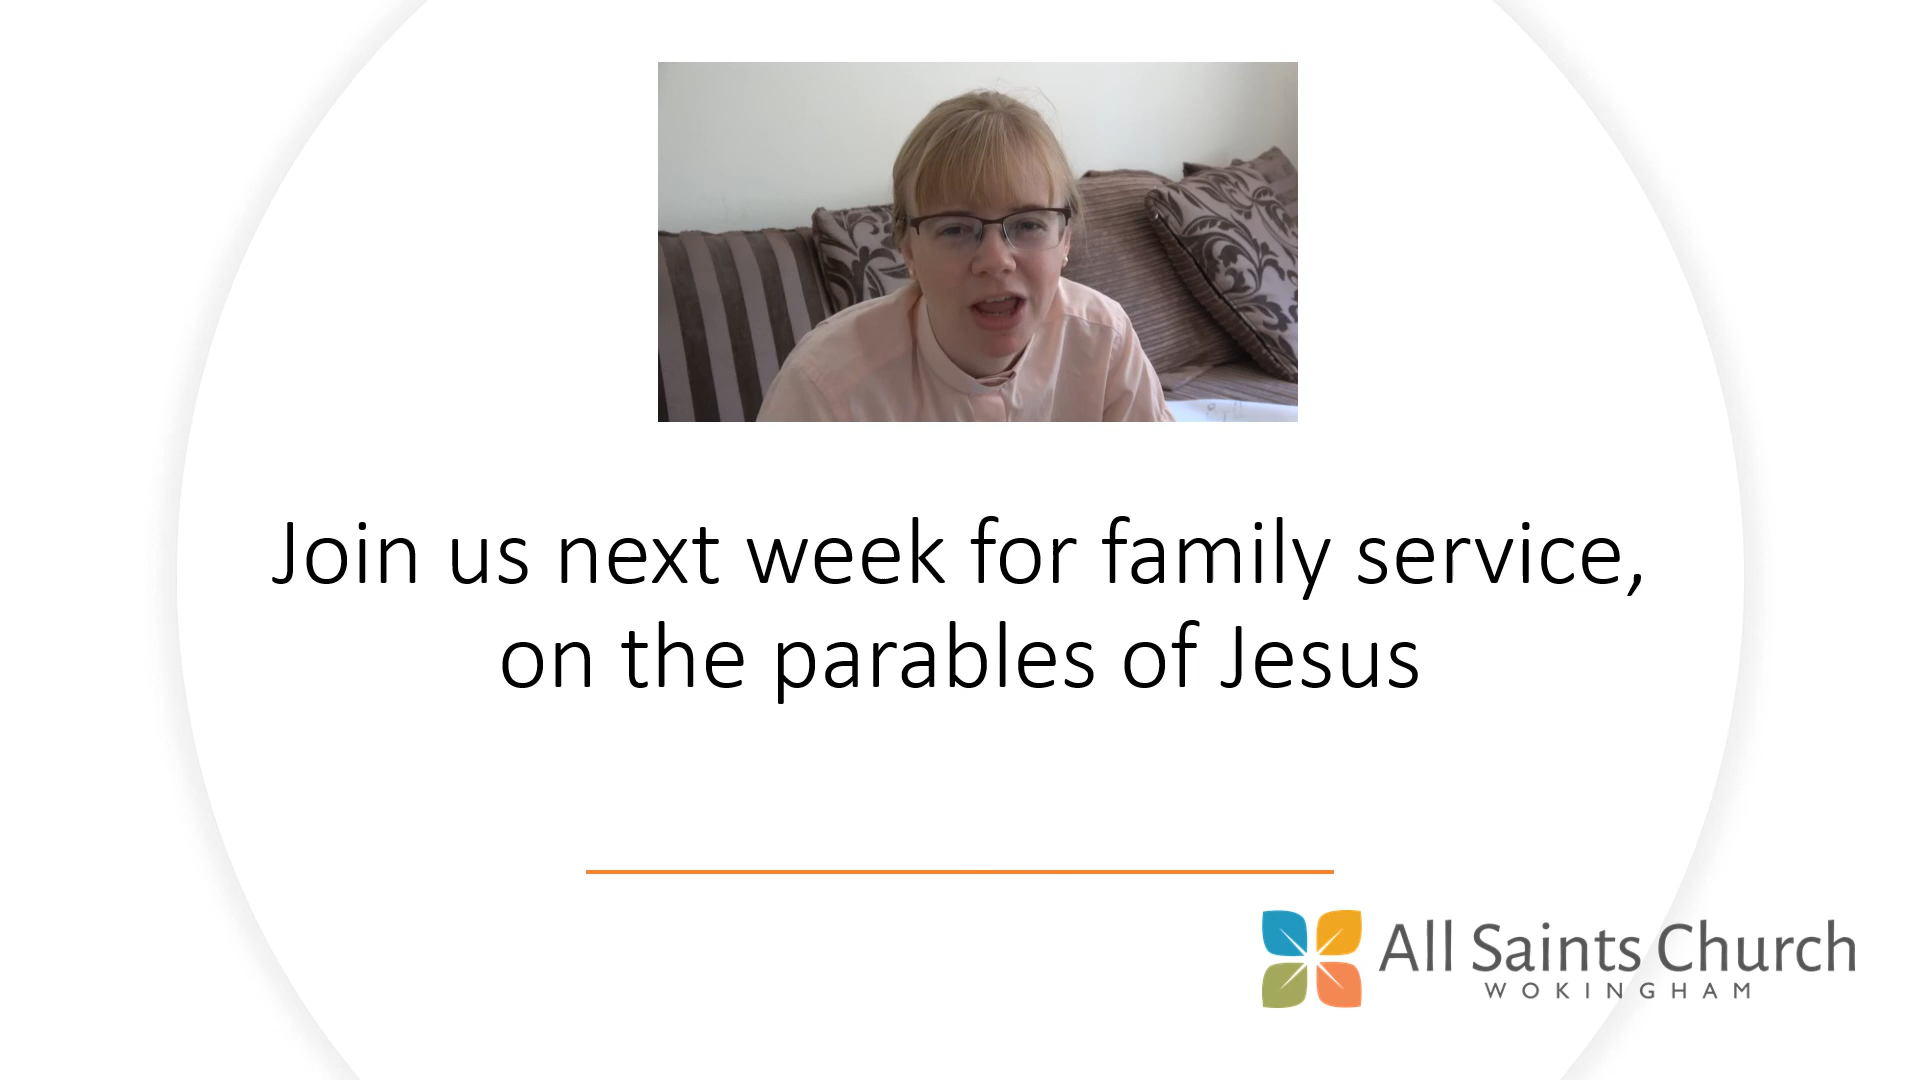 Join us next week for family service,
on the parables of Jesus
All Saints Church
WOKINGHAM